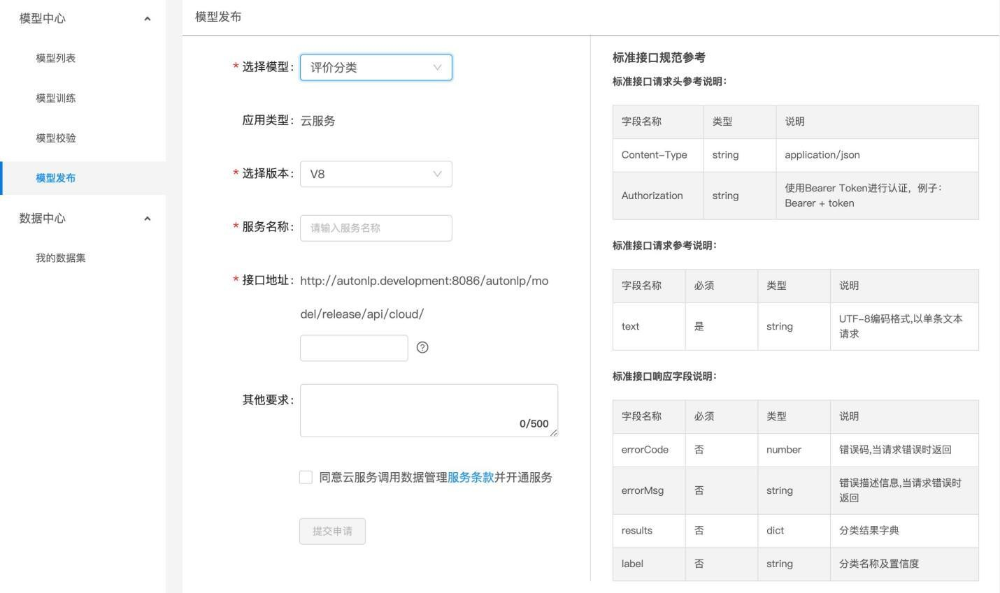 模型中心
模型列表
模型训练
模型校验
模型发布
数据中心
我的数据集
模型发布
* 选择模型: 评价分类
应用类型: 云服务
* 选择版本: V8
* 服务名称: 请输入服务名称
* 接口地址: http://autonlp.development:8086/autonlp/mo
del/release/api/cloud/
?
其他要求:
0/500
同意云服务调用数据管理服务条款并开通服务
提交申请
标准接口规范参考
标准接口请求头参考说明:
字段名称 类型 说明
Content-Type string application/json
Authorization string 使用Bearer Token进行认证，例子:
Bearer + token
标准接口请求参考说明:
字段名称 必须 类型 说明
text 是 string UTF-8编码格式,以单条文本
请求
标准接口响应字段说明:
字段名称 必须 类型 说明
errorCode 否 number 错误码,当请求错误时返回
errorMsg 否 string 错误描述信息,当请求错误时
返回
results 否 dict 分类结果字典
label 否 string 分类名称及置信度